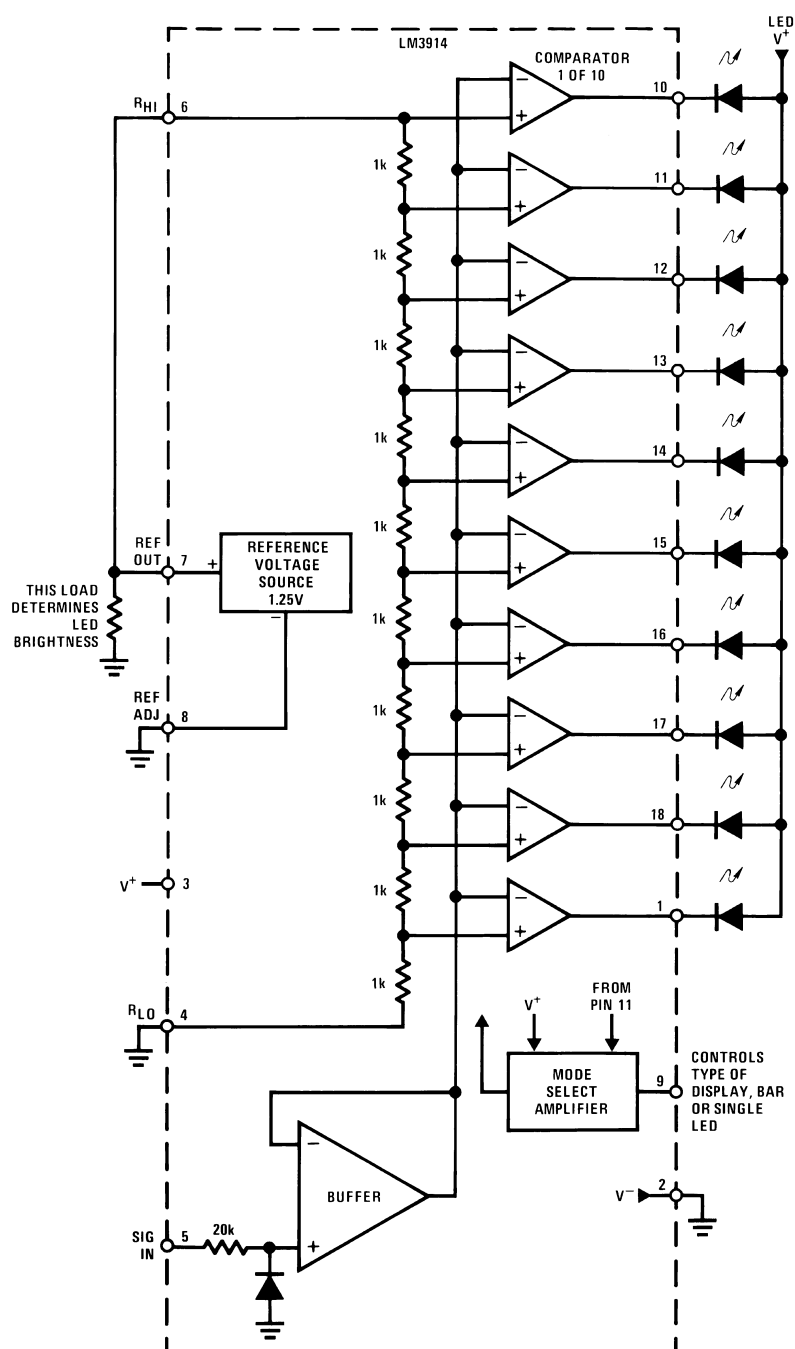 LED
V+
LM3914
COMPARATOR
1 OF 10
RHI
6
10
−
+
1k
11
−
+
1k
12
−
+
1k
13
−
+
1k
14
−
+
1k
15
−
+
REF
OUT
7
+
REFERENCE
VOLTAGE
SOURCE
1.25V
−
THIS LOAD
DETERMINES
LED
BRIGHTNESS
1k
16
−
+
REF
ADJ
8
1k
17
−
+
1k
18
−
+
V+
3
1k
1
−
+
1k
RLO
4
V+
FROM
PIN 11
MODE
SELECT
AMPLIFIER
9
CONTROLS
TYPE OF
DISPLAY, BAR
OR SINGLE
LED
−
BUFFER
+
V−
2
SIG
IN
5
20k